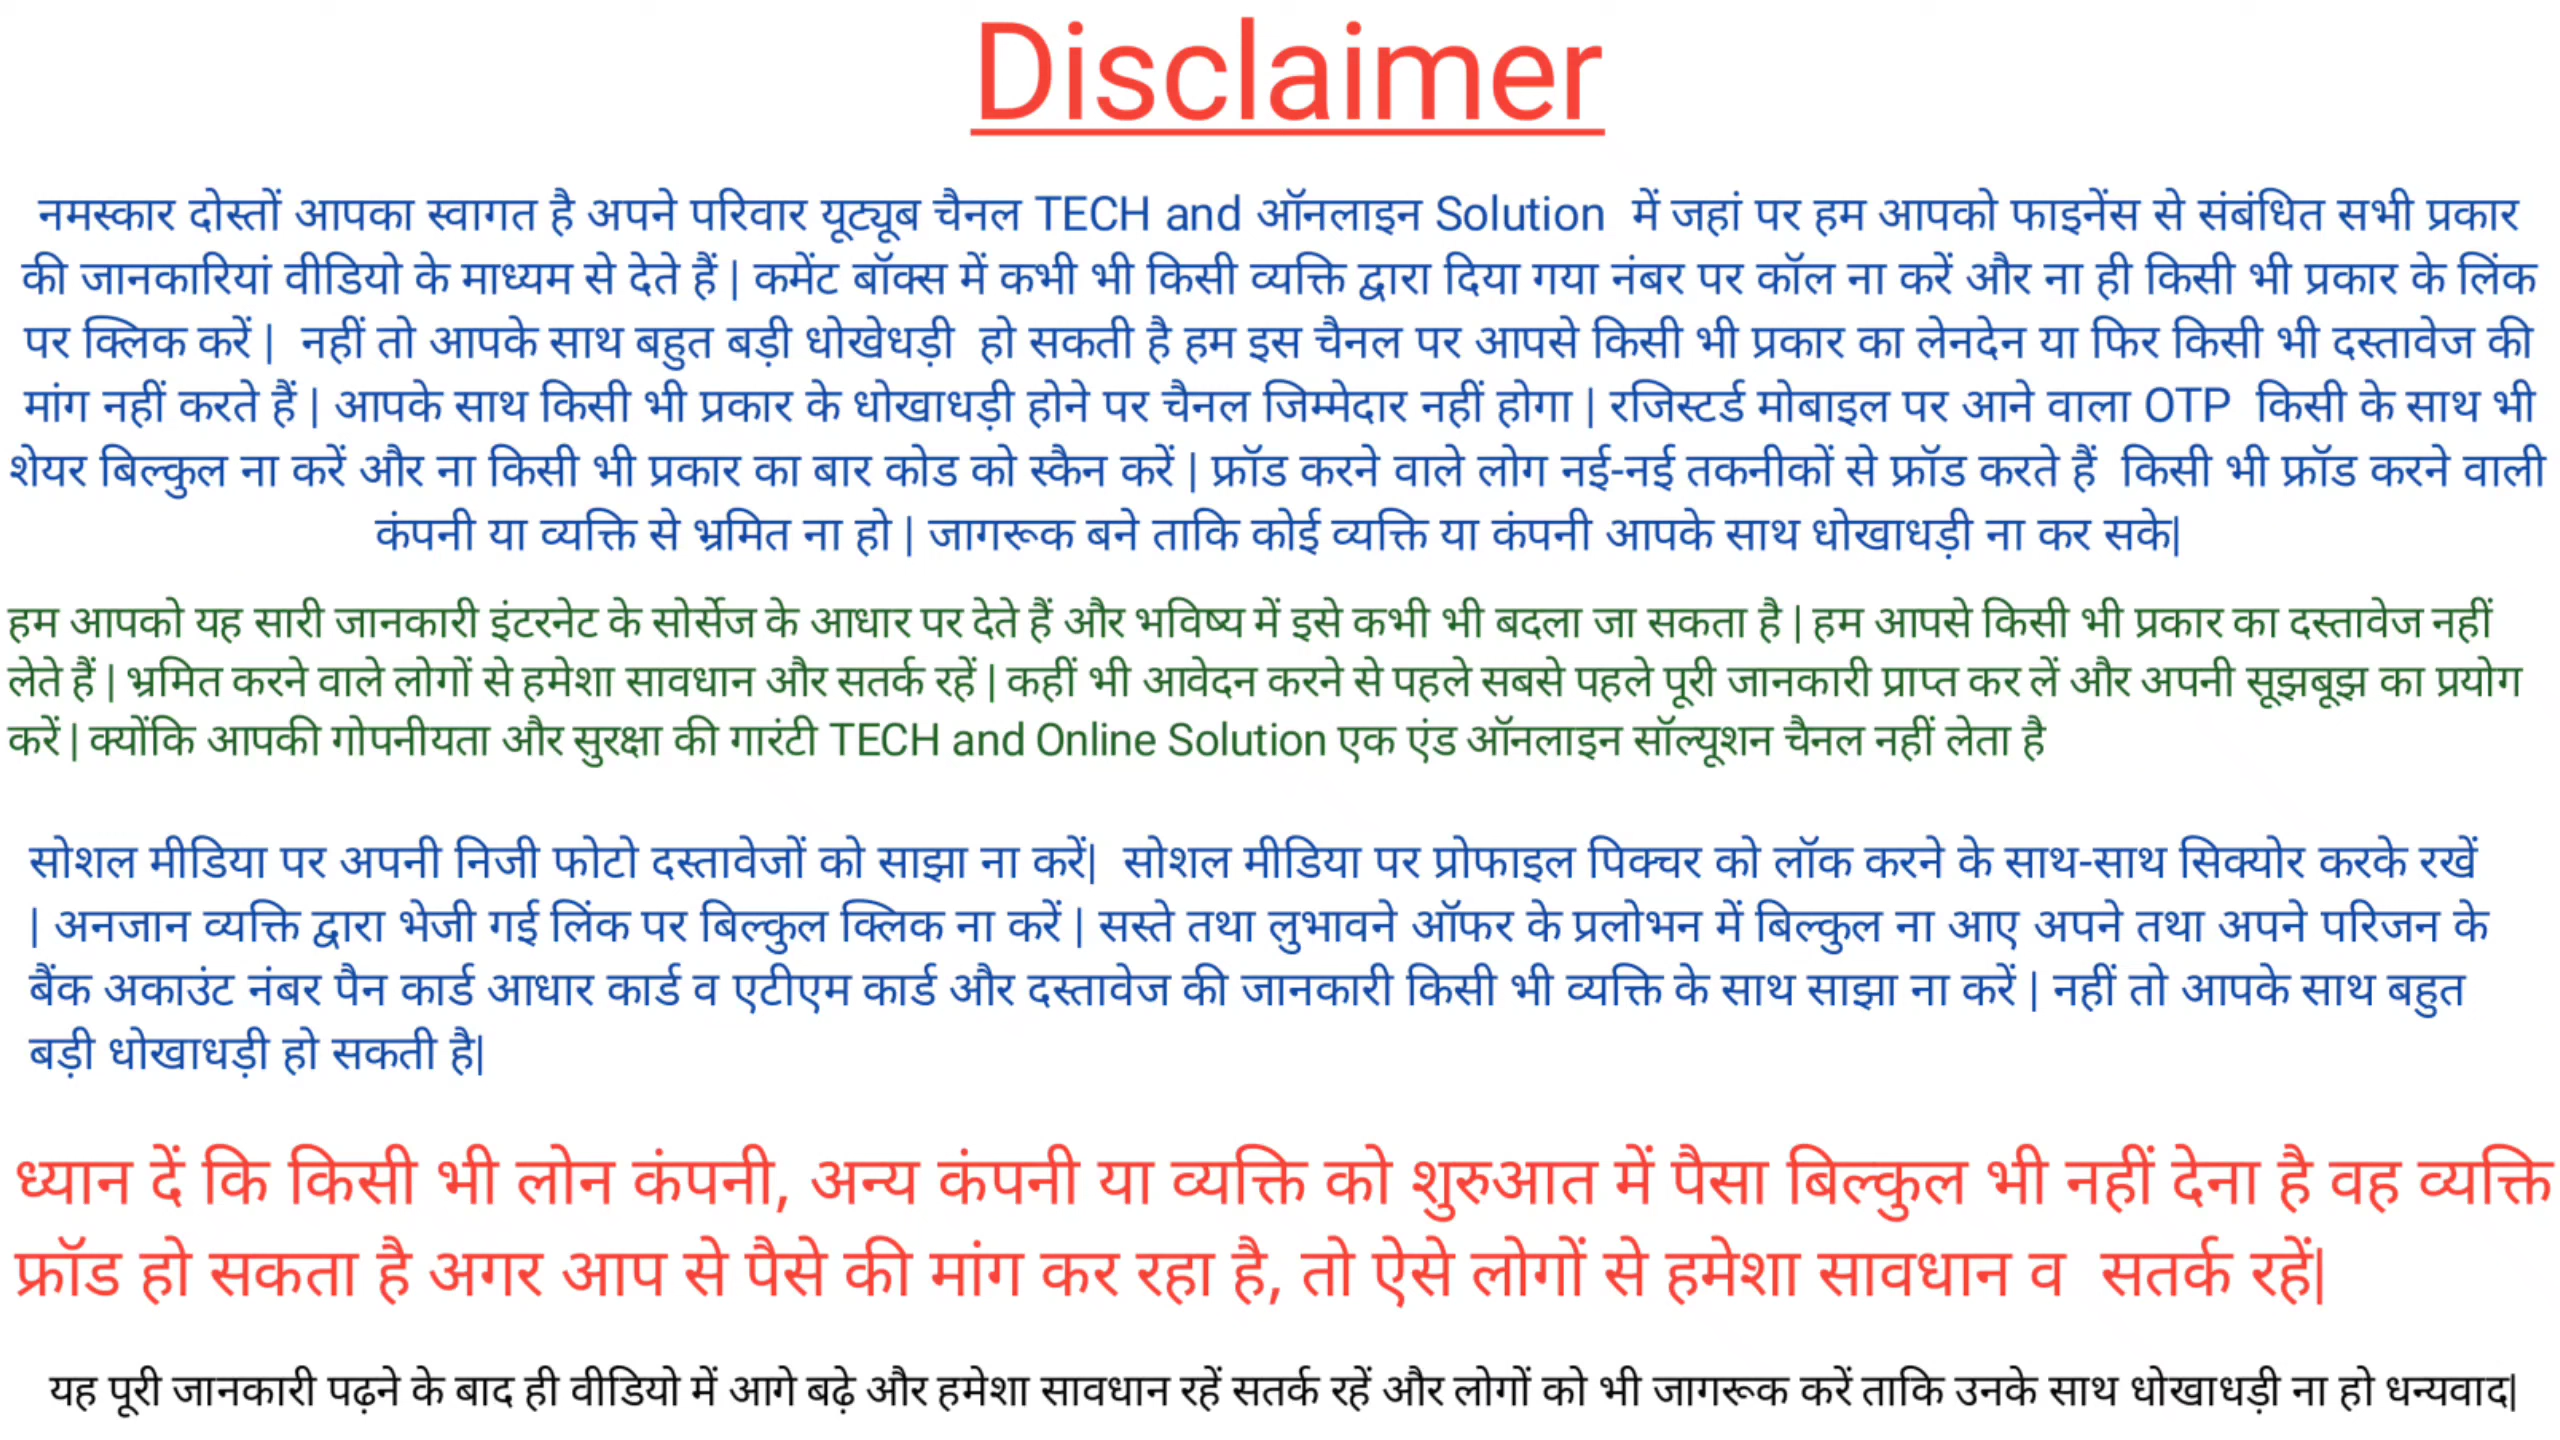 Disclaimer
नमस्कार दोस्तों आपका स्वागत है अपने परिवार यूट्यूब चैनल TECH and ऑनलाइन Solution में जहां पर हम आपको फाइनेंस से संबंधित सभी प्रकार
की जानकारियां वीडियो के माध्यम से देते हैं | कमेंट बॉक्स में कभी भी किसी व्यक्ति द्वारा दिया गया नंबर पर कॉल ना करें और ना ही किसी भी प्रकार के लिंक
पर क्लिक करें | नहीं तो आपके साथ बहुत बड़ी धोखेधड़ी हो सकती है हम इस चैनल पर आपसे किसी भी प्रकार का लेनदेन या फिर किसी भी दस्तावेज की
मांग नहीं करते हैं | आपके साथ किसी भी प्रकार के धोखाधड़ी होने पर चैनल जिम्मेदार नहीं होगा | रजिस्टर्ड मोबाइल पर आने वाला OTP किसी के साथ भी
शेयर बिल्कुल ना करें और ना किसी भी प्रकार का बार कोड को स्कैन करें | फ्रॉड करने वाले लोग नई-नई तकनीकों से फ्रॉड करते हैं किसी भी फ्रॉड करने वाली
कंपनी या व्यक्ति से भ्रमित ना हो | जागरूक बने ताकि कोई व्यक्ति या कंपनी आपके साथ धोखाधड़ी ना कर सके|
हम आपको यह सारी जानकारी इंटरनेट के सोर्सेज के आधार पर देते हैं और भविष्य में इसे कभी भी बदला जा सकता है | हम आपसे किसी भी प्रकार का दस्तावेज नहीं
लेते हैं | भ्रमित करने वाले लोगों से हमेशा सावधान और सतर्क रहें | कहीं भी आवेदन करने से पहले सबसे पहले पूरी जानकारी प्राप्त कर लें और अपनी सूझबूझ का प्रयोग
करें | क्योंकि आपकी गोपनीयता और सुरक्षा की गारंटी TECH and Online Solution एक एंड ऑनलाइन सॉल्यूशन चैनल नहीं लेता है
सोशल मीडिया पर अपनी निजी फोटो दस्तावेजों को साझा ना करें| सोशल मीडिया पर प्रोफाइल पिक्चर को लॉक करने के साथ-साथ सिक्योर करके रखें
| अनजान व्यक्ति द्वारा भेजी गई लिंक पर बिल्कुल क्लिक ना करें | सस्ते तथा लुभावने ऑफर के प्रलोभन में बिल्कुल ना आए अपने तथा अपने परिजन के
बैंक अकाउंट नंबर पैन कार्ड आधार कार्ड व एटीएम कार्ड और दस्तावेज की जानकारी किसी भी व्यक्ति के साथ साझा ना करें | नहीं तो आपके साथ बहुत
बड़ी धोखाधड़ी हो सकती है|
ध्यान दें कि किसी भी लोन कंपनी, अन्य कंपनी या व्यक्ति को शुरुआत में पैसा बिल्कुल भी नहीं देना है वह व्यक्ति
फ्रॉड हो सकता है अगर आप से पैसे की मांग कर रहा है, तो ऐसे लोगों से हमेशा सावधान व सतर्क रहें|
यह पूरी जानकारी पढ़ने के बाद ही वीडियो में आगे बढ़े और हमेशा सावधान रहें सतर्क रहें और लोगों को भी जागरूक करें ताकि उनके साथ धोखाधड़ी ना हो धन्यवाद|